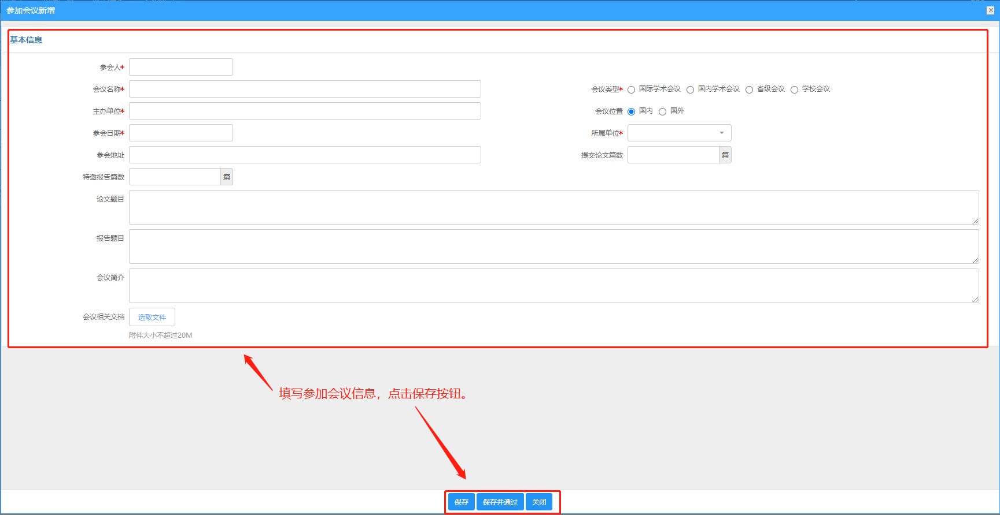 参加会议新增
基本信息
参会人*
会议名称* 会议类型* 国际学术会议 国内学术会议 省级会议 学校会议
主办单位* 会议位置 国内 国外
参会日期* 所属单位*
参会地址 提交论文篇数 篇
特邀报告篇数 篇
论文题目
报告题目
会议简介
会议相关文档 选取文件
附件大小不超过20M
填写参加会议信息，点击保存按钮。
保存 保存并通过 关闭